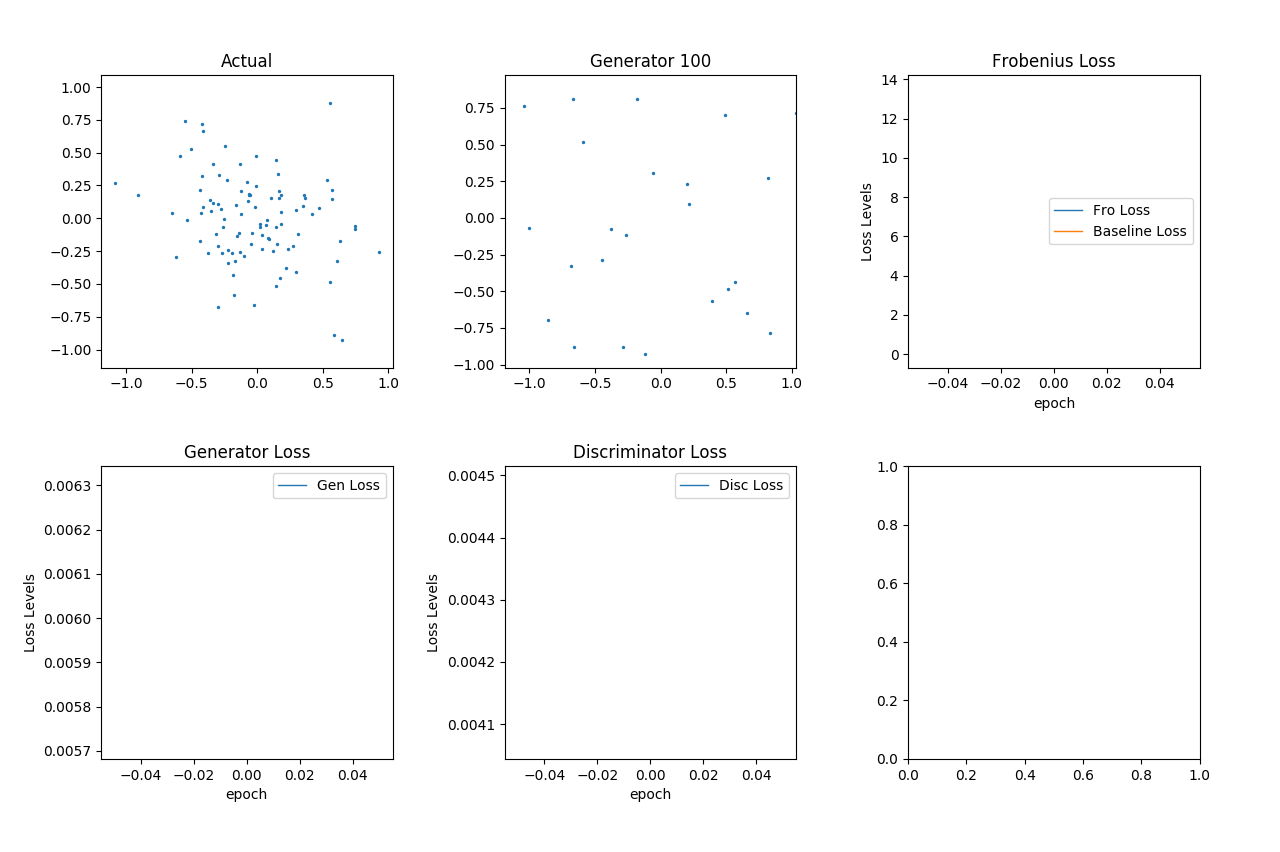 Actual
1.00
0.75
0.50
0.25
0.00
−0.25
−0.50
−0.75
−1.00
−1.0 −0.5 0.0 0.5 1.0
Generator 100
0.75
0.50
0.25
0.00
−0.25
−0.50
−0.75
−1.00
−1.0 −0.5 0.0 0.5 1.0
Frobenius Loss
Loss Levels
14
12
10
8
6
4
2
0
Fro Loss
Baseline Loss
−0.04 −0.02 0.00 0.02 0.04
epoch
Generator Loss
Loss Levels
0.0063
0.0062
0.0061
0.0060
0.0059
0.0058
0.0057
Gen Loss
−0.04 −0.02 0.00 0.02 0.04
epoch
Discriminator Loss
Loss Levels
0.0045
0.0044
0.0043
0.0042
0.0041
Disc Loss
−0.04 −0.02 0.00 0.02 0.04
epoch
1.0
0.8
0.6
0.4
0.2
0.0
0.0 0.2 0.4 0.6 0.8 1.0